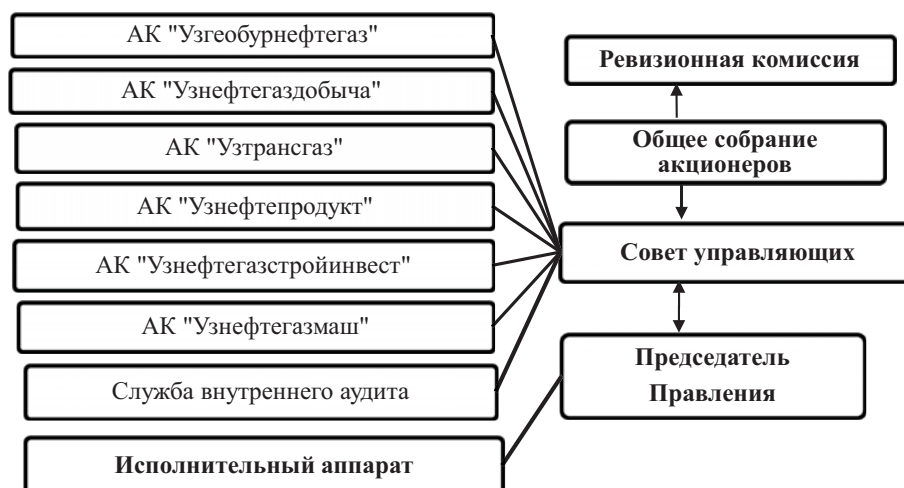 АК "Узгеобурнефтегаз"
АК "Узнефтегаздобыча"
АК "Узтрансгаз"
АК "Узнефтепродукт"
АК "Узнефтегазстройинвест"
АК "Узнефтегазмаш"
Служба внутреннего аудита
Исполнительный аппарат
Ревизионная комиссия
Общее собрание
акционеров
Совет управляющих
Председатель
Правления